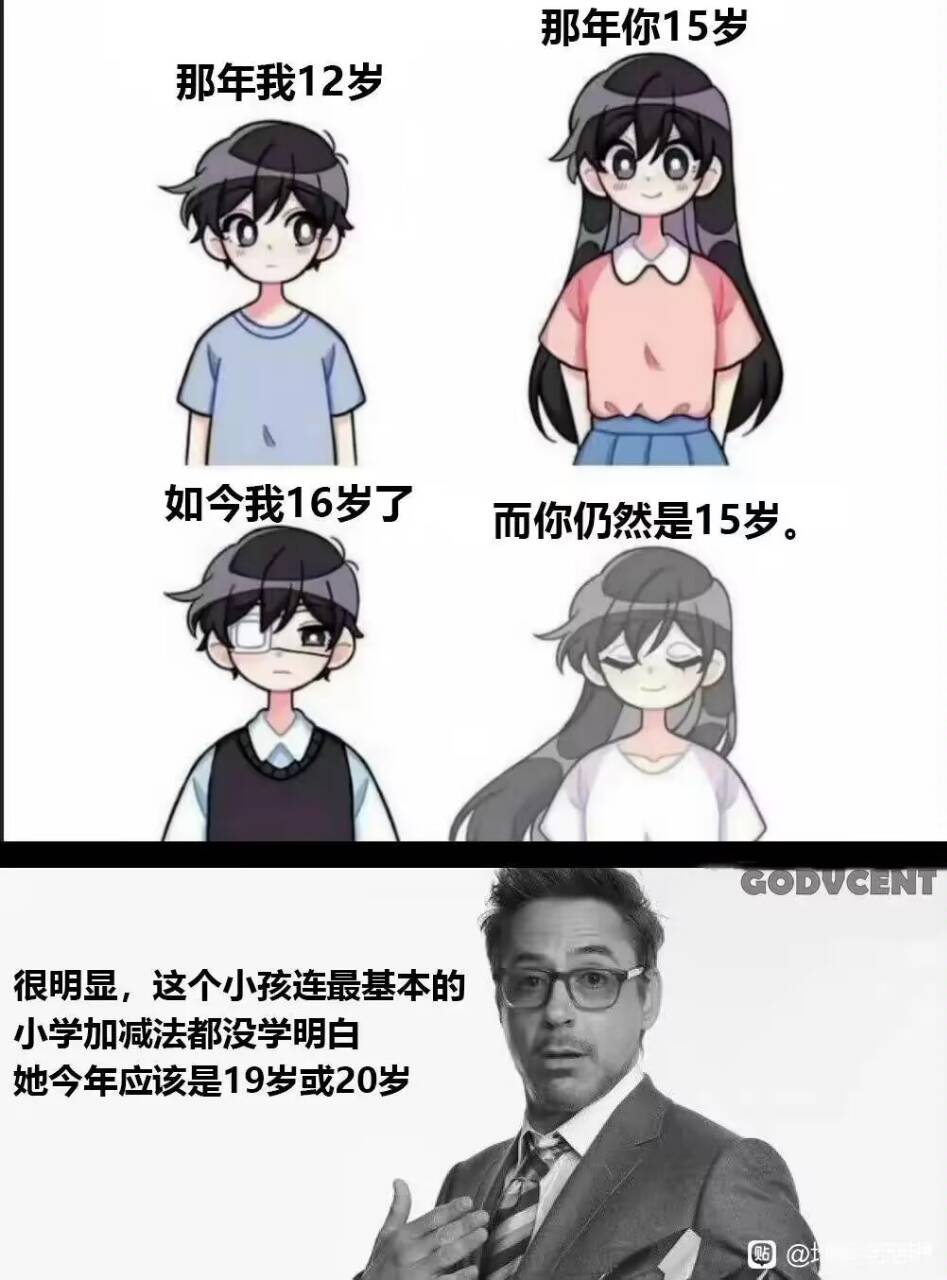 那年我12岁
那年你15岁
如今我16岁了
而你仍然是15岁。
GODVCENT
很明显，这个小孩连最基本的
小学加减法都没学明白
她今年应该是19岁或20岁
贴